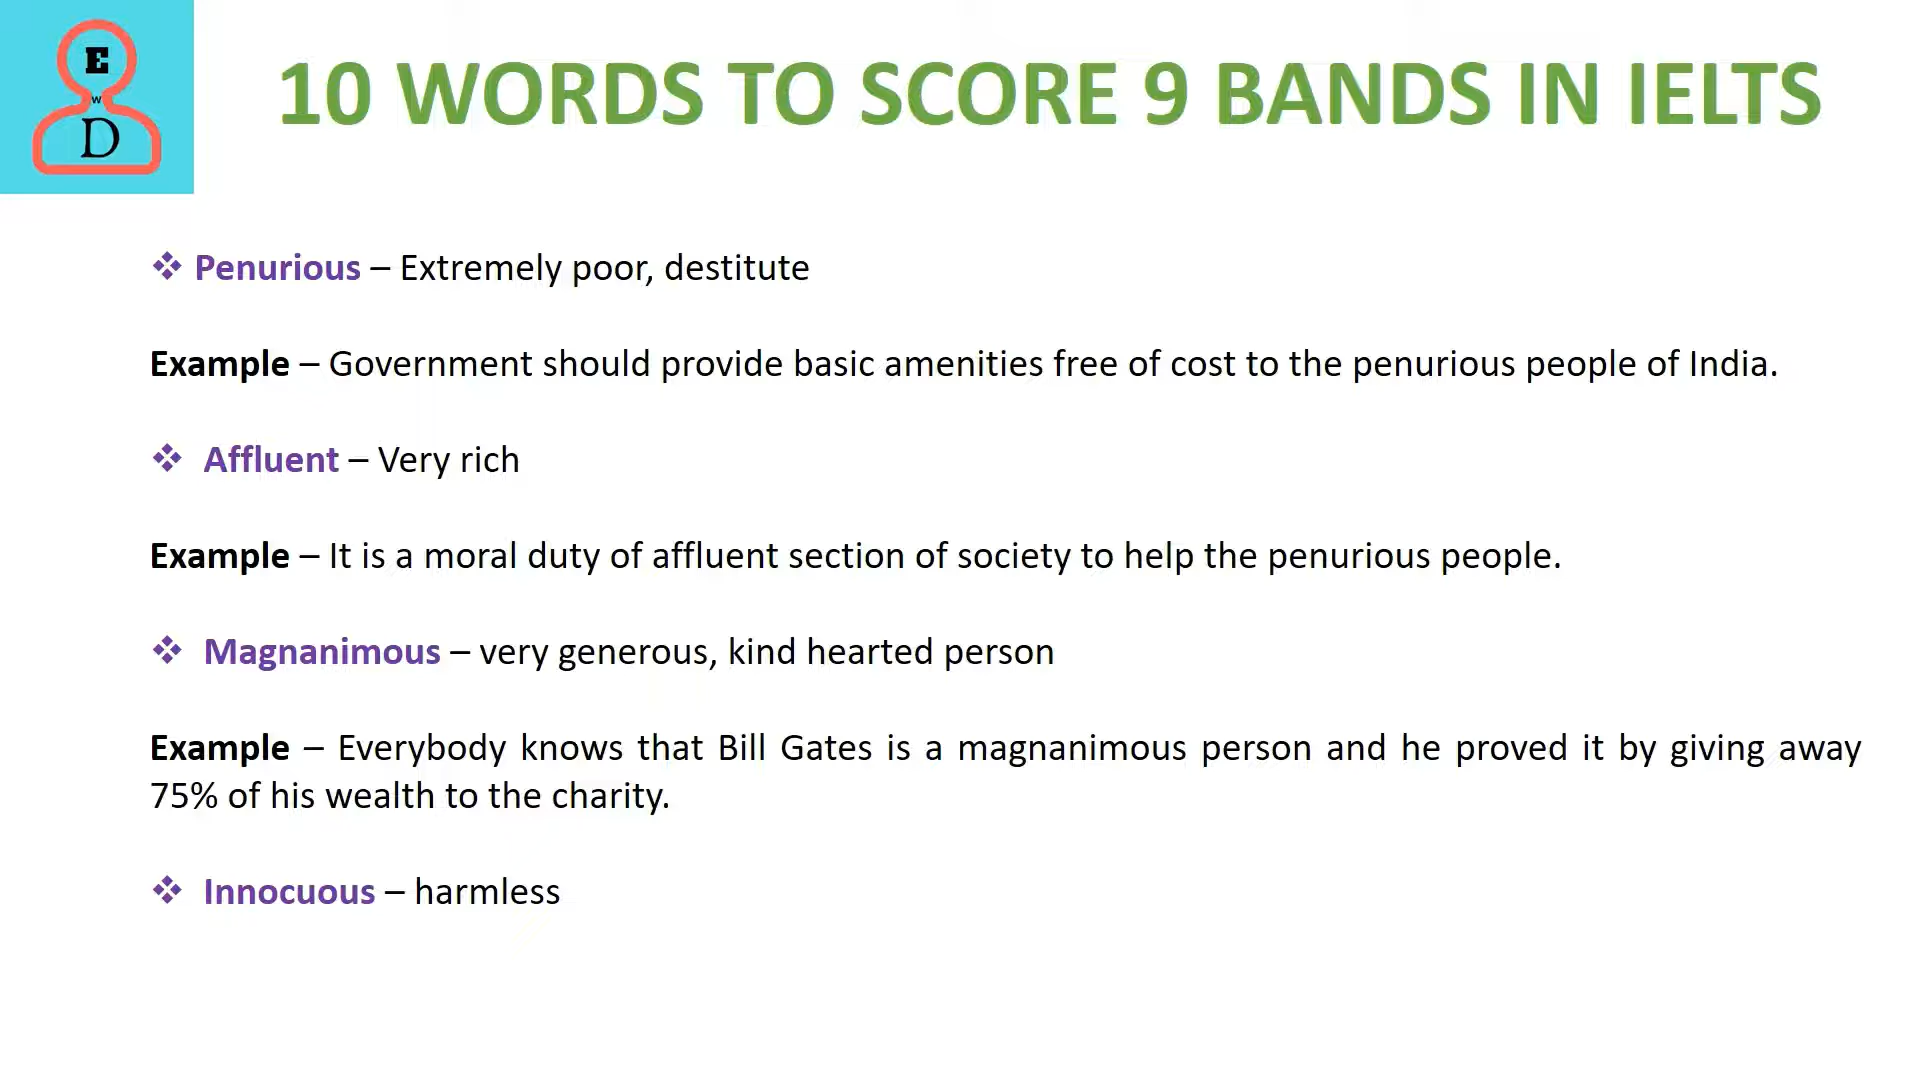 E
w
D
10 WORDS TO SCORE 9 BANDS IN IELTS
❖ Penurious – Extremely poor, destitute
Example – Government should provide basic amenities free of cost to the penurious people of India.
❖ Affluent – Very rich
Example – It is a moral duty of affluent section of society to help the penurious people.
❖ Magnanimous – very generous, kind hearted person
Example – Everybody knows that Bill Gates is a magnanimous person and he proved it by giving away
75% of his wealth to the charity.
❖ Innocuous – harmless